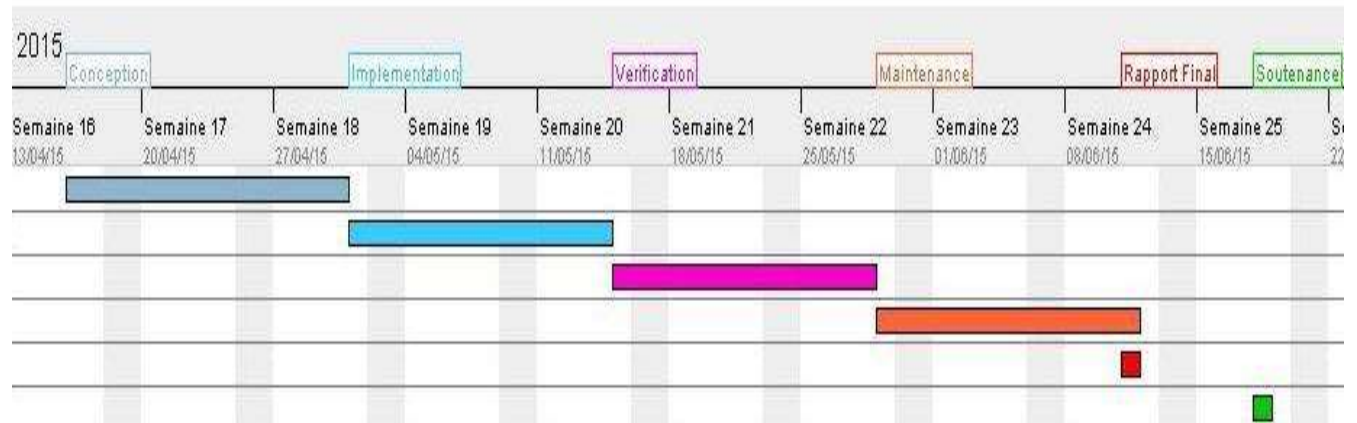 2015
Conception Implementation Verification Maintenance Rapport Final Soutenance
Semaine 16 Semaine 17 Semaine 18 Semaine 19 Semaine 20 Semaine 21 Semaine 22 Semaine 23 Semaine 24 Semaine 25
13/04/15 20/04/15 27/04/15 04/05/15 11/05/15 18/05/15 25/05/15 01/06/15 08/06/15 15/06/15 22